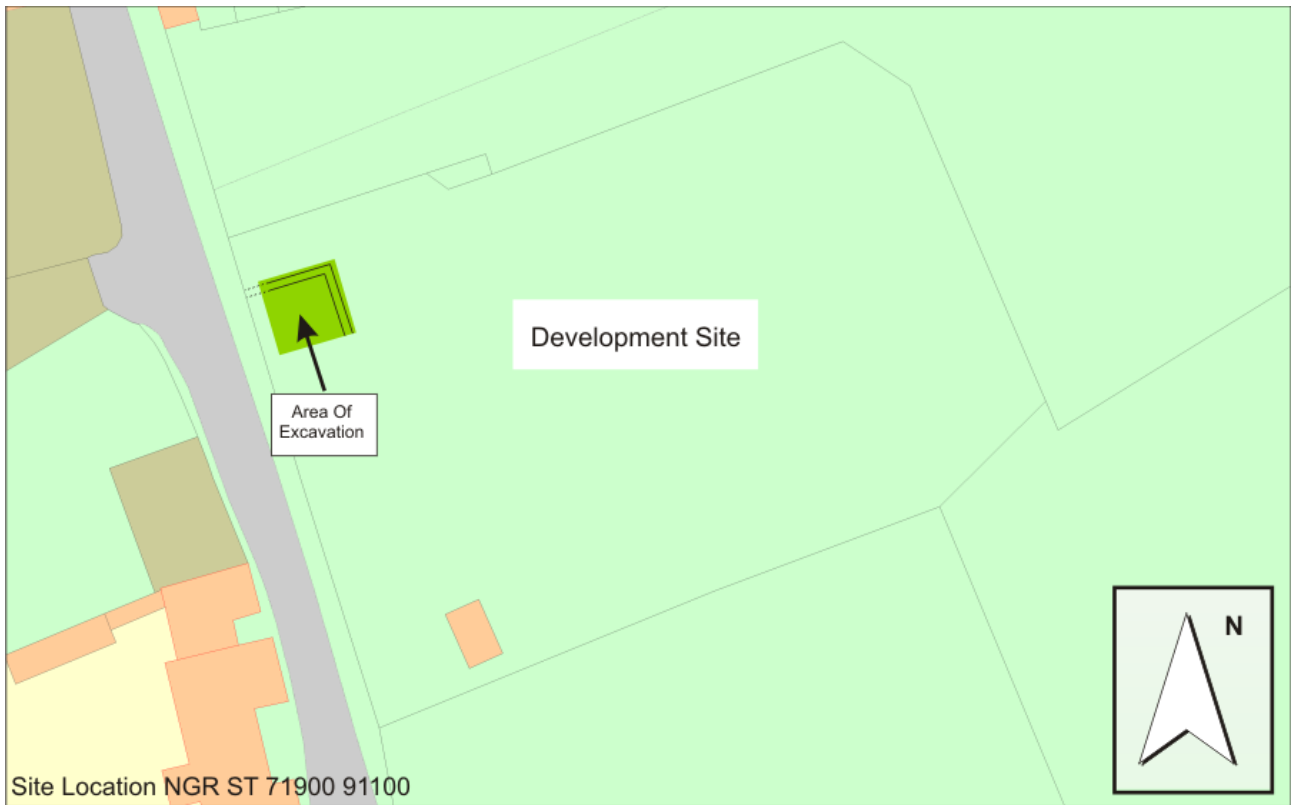 Development Site
Area Of
Excavation
N
Site Location NGR ST 71900 91100